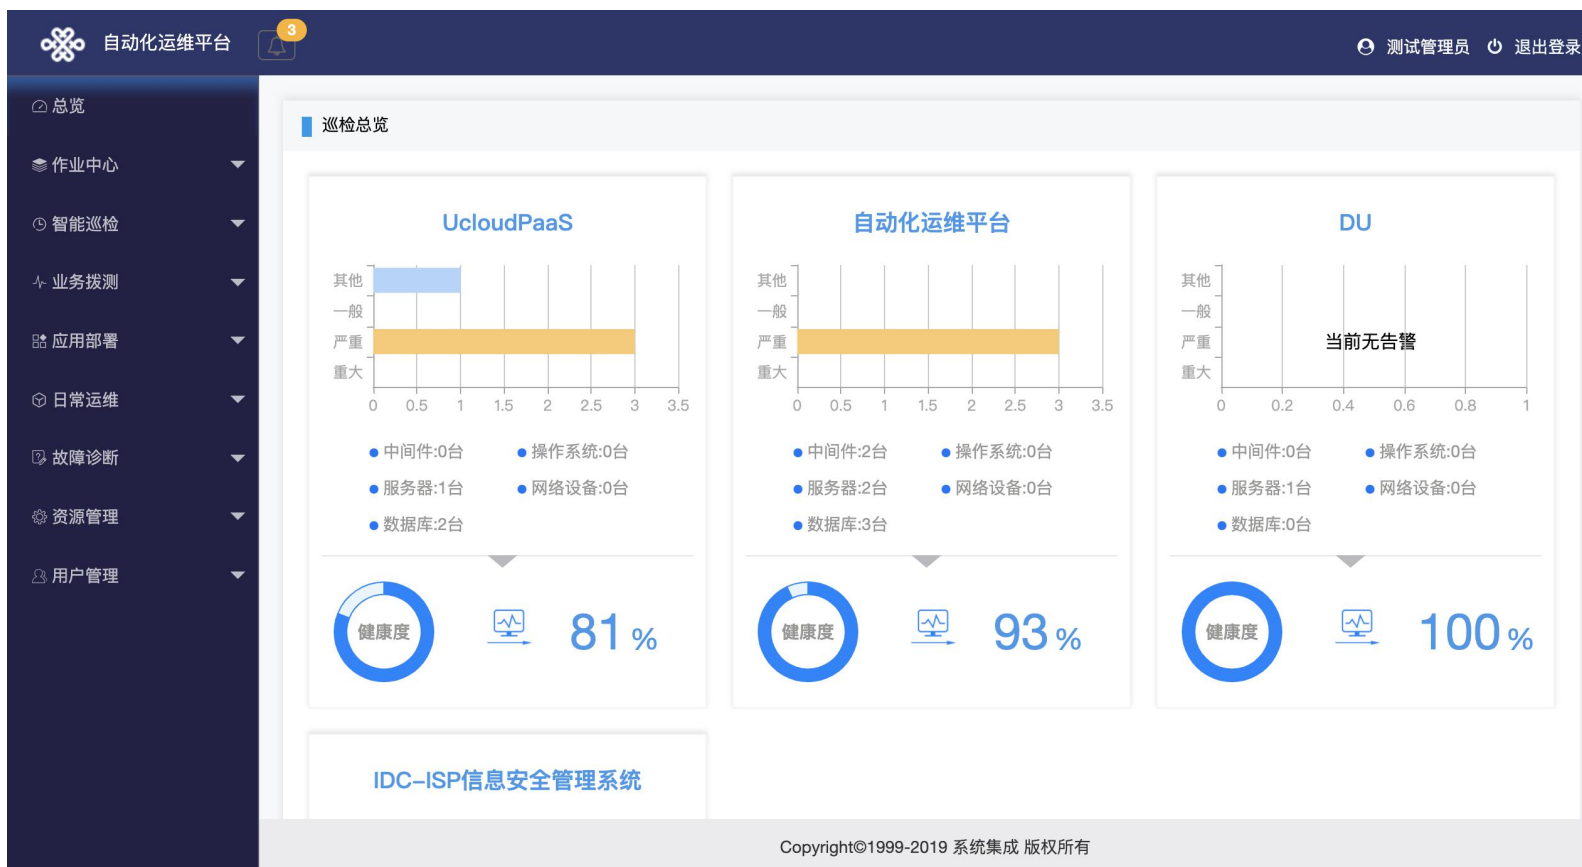 自动化运维平台
3
测试管理员 退出登录
总览
作业中心
智能巡检
业务拨测
应用部署
日常运维
故障诊断
资源管理
用户管理
巡检总览
UcloudPaaS
其他
一般
严重
重大
0 0.5 1 1.5 2 2.5 3 3.5
中间件:0台 操作系统:0台
服务器:1台 网络设备:0台
数据库:2台
健康度 81 %
自动化运维平台
其他
一般
严重
重大
0 0.5 1 1.5 2 2.5 3 3.5
中间件:2台 操作系统:0台
服务器:2台 网络设备:0台
数据库:3台
健康度 93 %
DU
其他
一般
严重
重大
当前无告警
0 0.2 0.4 0.6 0.8 1
中间件:0台 操作系统:0台
服务器:1台 网络设备:0台
数据库:0台
健康度 100 %
IDC-ISP信息安全管理系统
Copyright©1999-2019 系统集成 版权所有